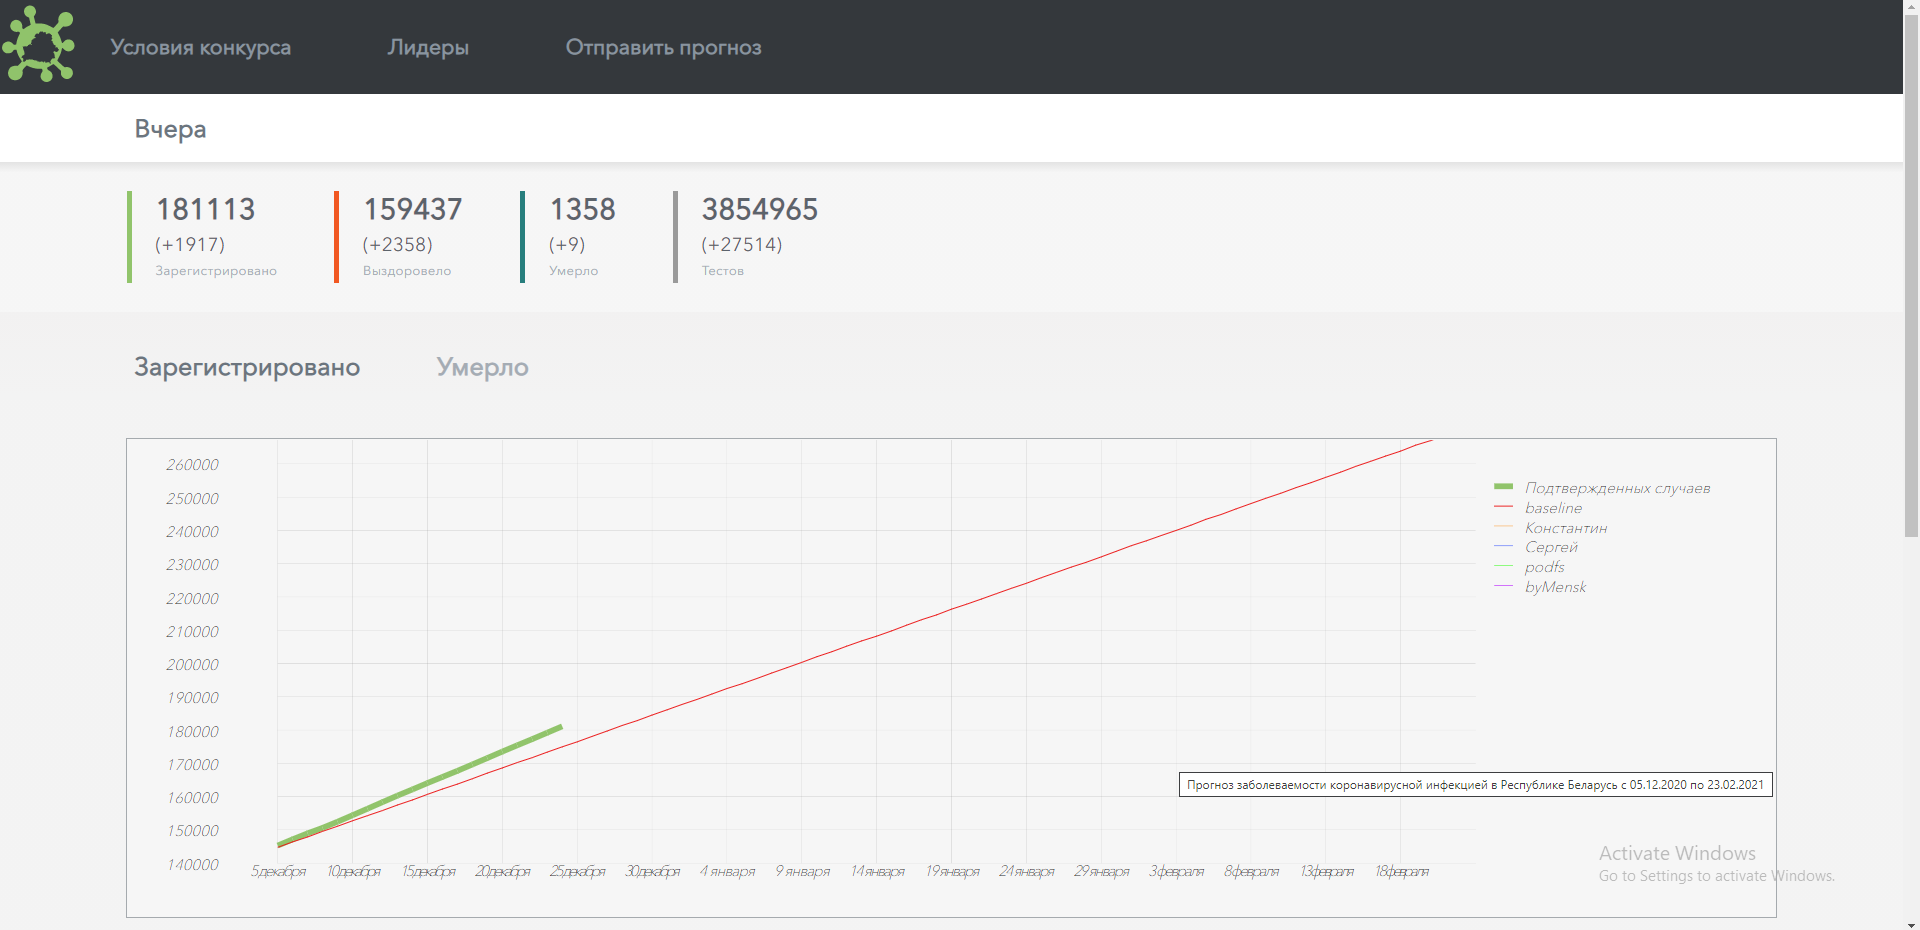 Условия конкурса Лидеры Отправить прогноз
Вчера
181113 159437 1358 3854965
(+1917) (+2358) (+9) (+27514)
Зарегистрировано Выздоровело Умерло Тестов
Зарегистрировано Умерло
260000
250000
240000
230000
220000
210000
200000
190000
180000
170000
160000
150000
140000
5 декабря 10 декабря 15 декабря 20 декабря 25 декабря 30 декабря 4 января 9 января 14 января 19 января 24 января 29 января 3 февраля 8 февраля 13 февраля 18 февраля
Подтвержденных случаев
baseline
Константин
Сергей
podfs
byMensk
Прогноз заболеваемости коронавирусной инфекцией в Республике Беларусь с 05.12.2020 по 23.02.2021
Activate Windows
Go to Settings to activate Windows.